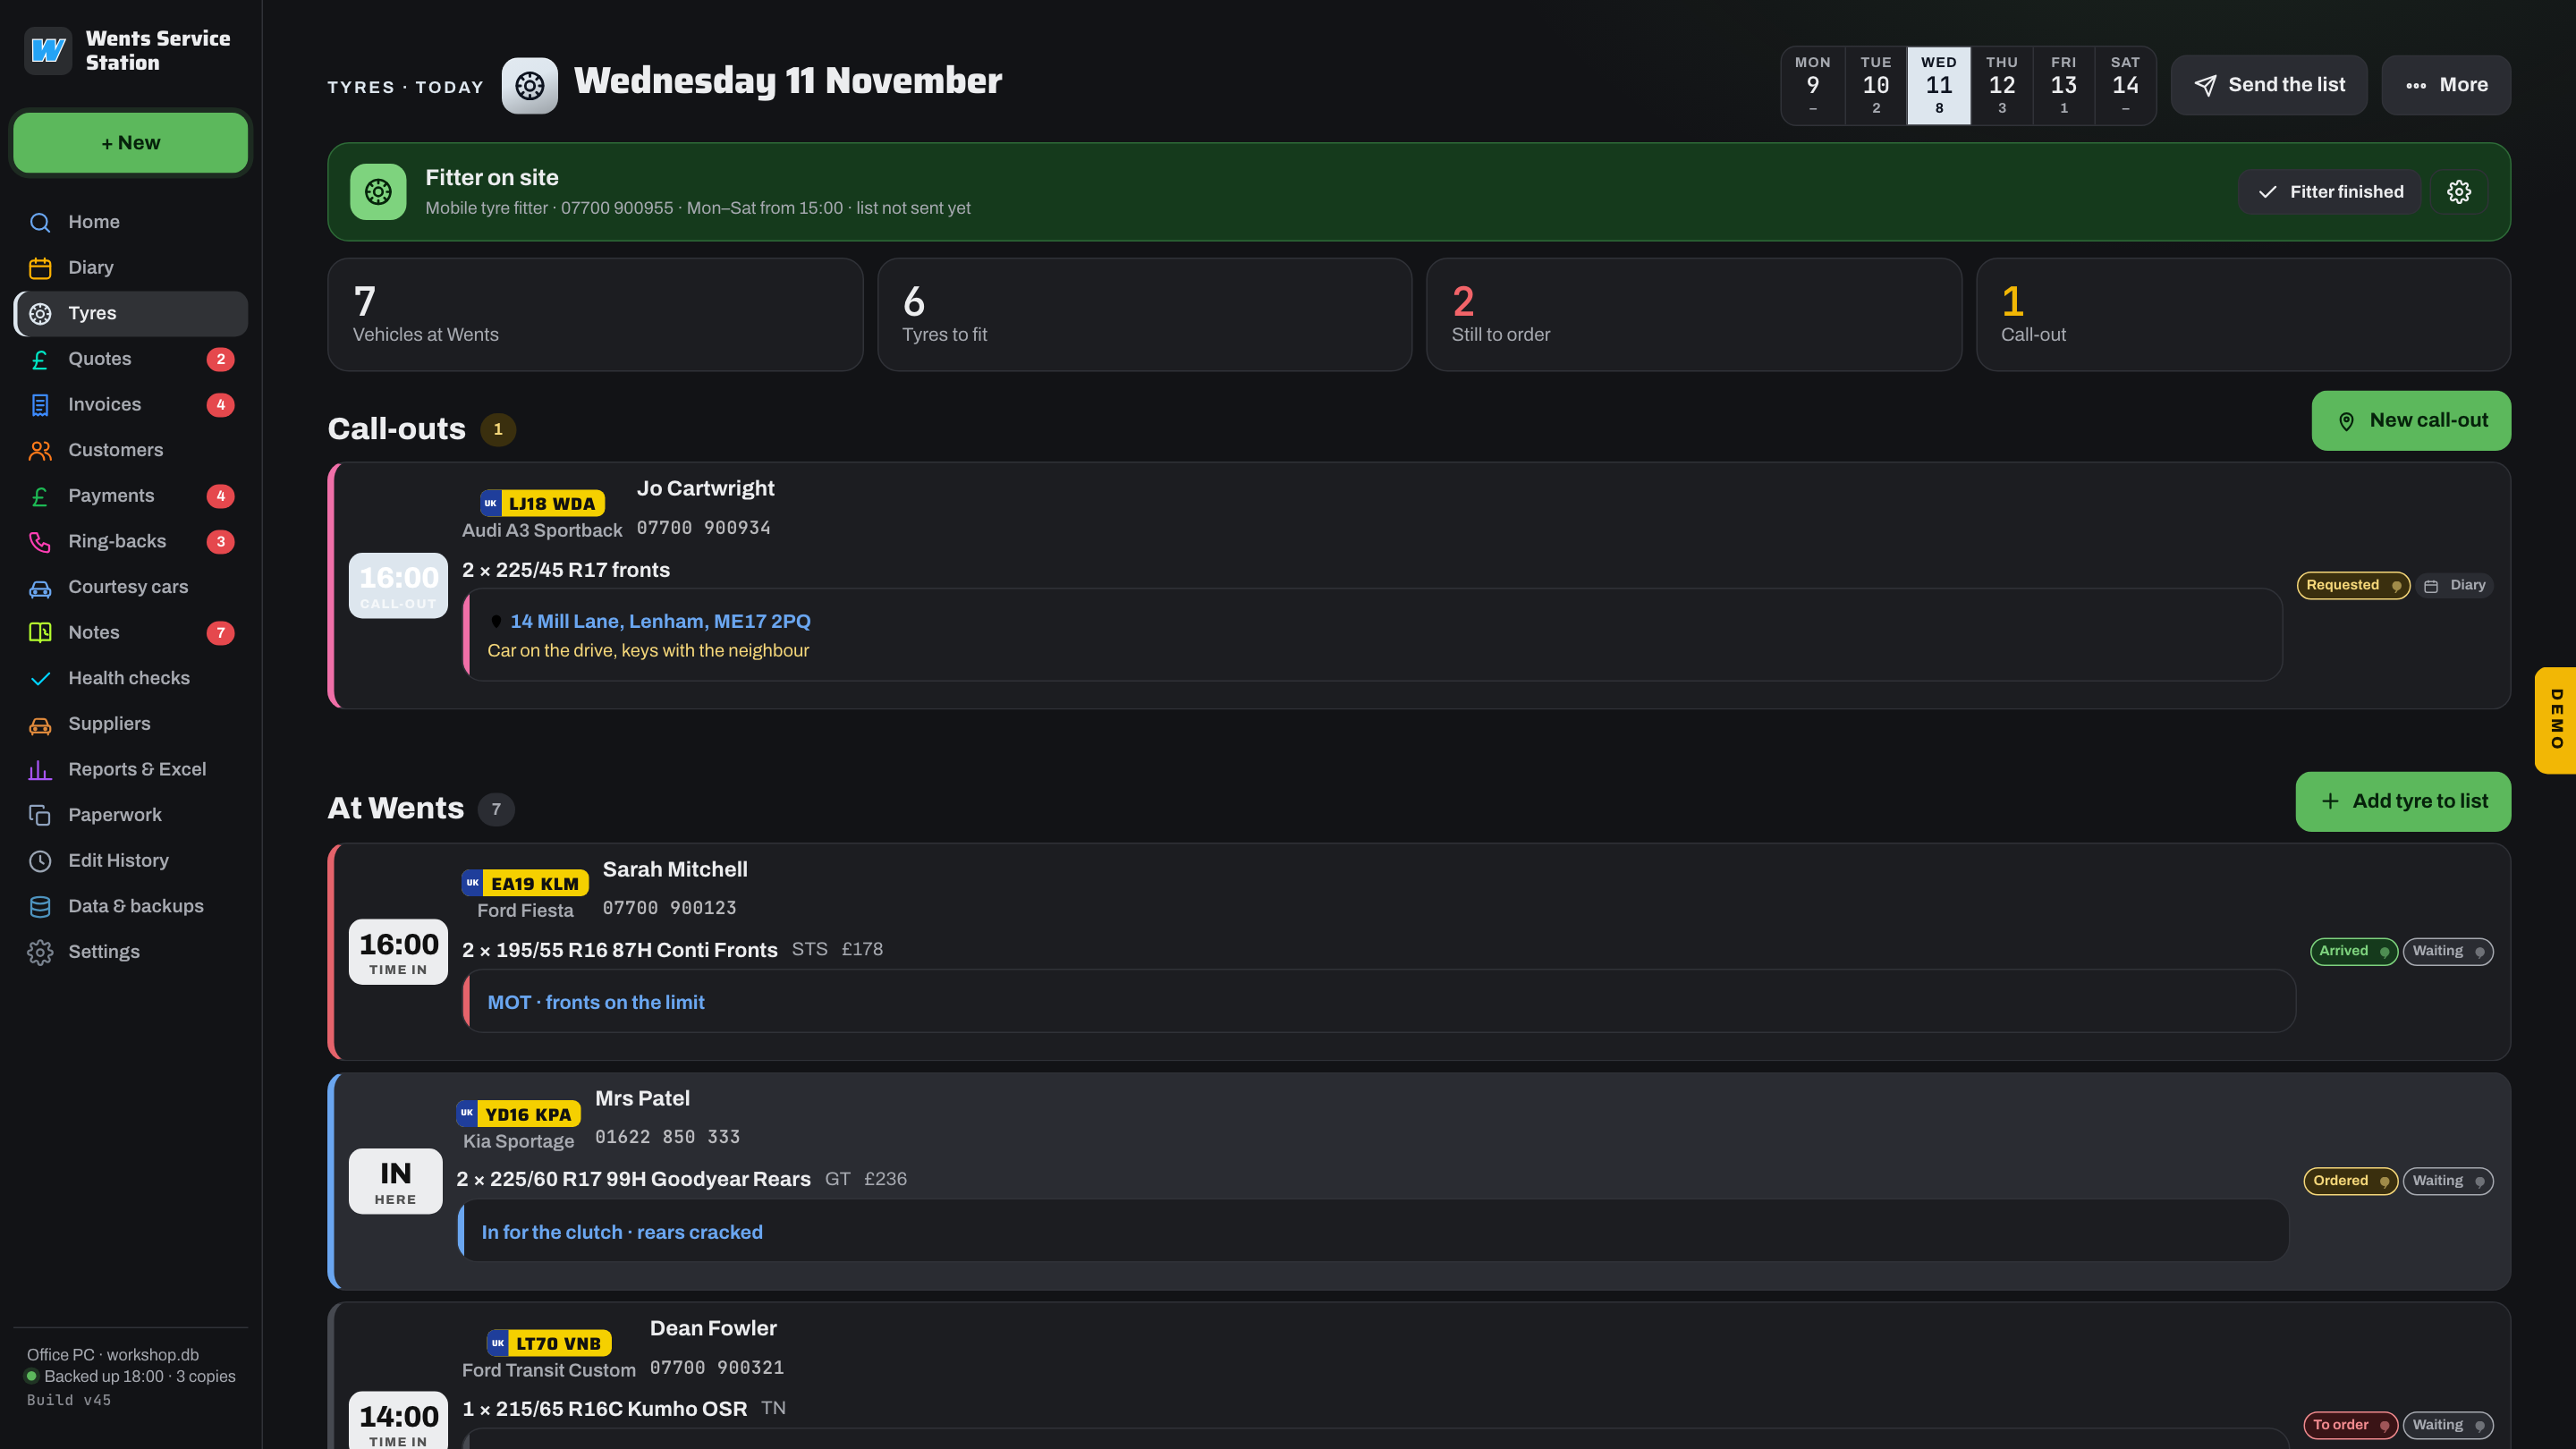 Wents Service
Station
+ New
Home
Diary
Tyres
Quotes 2
Invoices 4
Customers
Payments 4
Ring-backs 3
Courtesy cars
Notes 7
Health checks
Suppliers
Reports & Excel
Paperwork
Edit History
Data & backups
Settings
Office PC · workshop.db
Backed up 18:00 · 3 copies
Build v45
TYRES · TODAY
Wednesday 11 November
MON TUE WED THU FRI SAT
9 10 11 12 13 14
– 2 8 3 1 –
Send the list
More
Fitter on site
Mobile tyre fitter · 07700 900955 · Mon–Sat from 15:00 · list not sent yet
Fitter finished
7
Vehicles at Wents
6
Tyres to fit
2
Still to order
1
Call-out
Call-outs 1
New call-out
16:00
CALL-OUT
UK LJ18 WDA
Audi A3 Sportback
Jo Cartwright
07700 900934
2 × 225/45 R17 fronts
14 Mill Lane, Lenham, ME17 2PQ
Car on the drive, keys with the neighbour
Requested
Diary
DEMO
At Wents 7
Add tyre to list
16:00
TIME IN
UK EA19 KLM
Ford Fiesta
Sarah Mitchell
07700 900123
2 × 195/55 R16 87H Conti Fronts STS £178
MOT · fronts on the limit
Arrived
Waiting
IN
HERE
UK YD16 KPA
Kia Sportage
Mrs Patel
01622 850 333
2 × 225/60 R17 99H Goodyear Rears GT £236
In for the clutch · rears cracked
Ordered
Waiting
14:00
TIME IN
UK LT70 VNB
Ford Transit Custom
Dean Fowler
07700 900321
1 × 215/65 R16C Kumho OSR TN
To order
Waiting